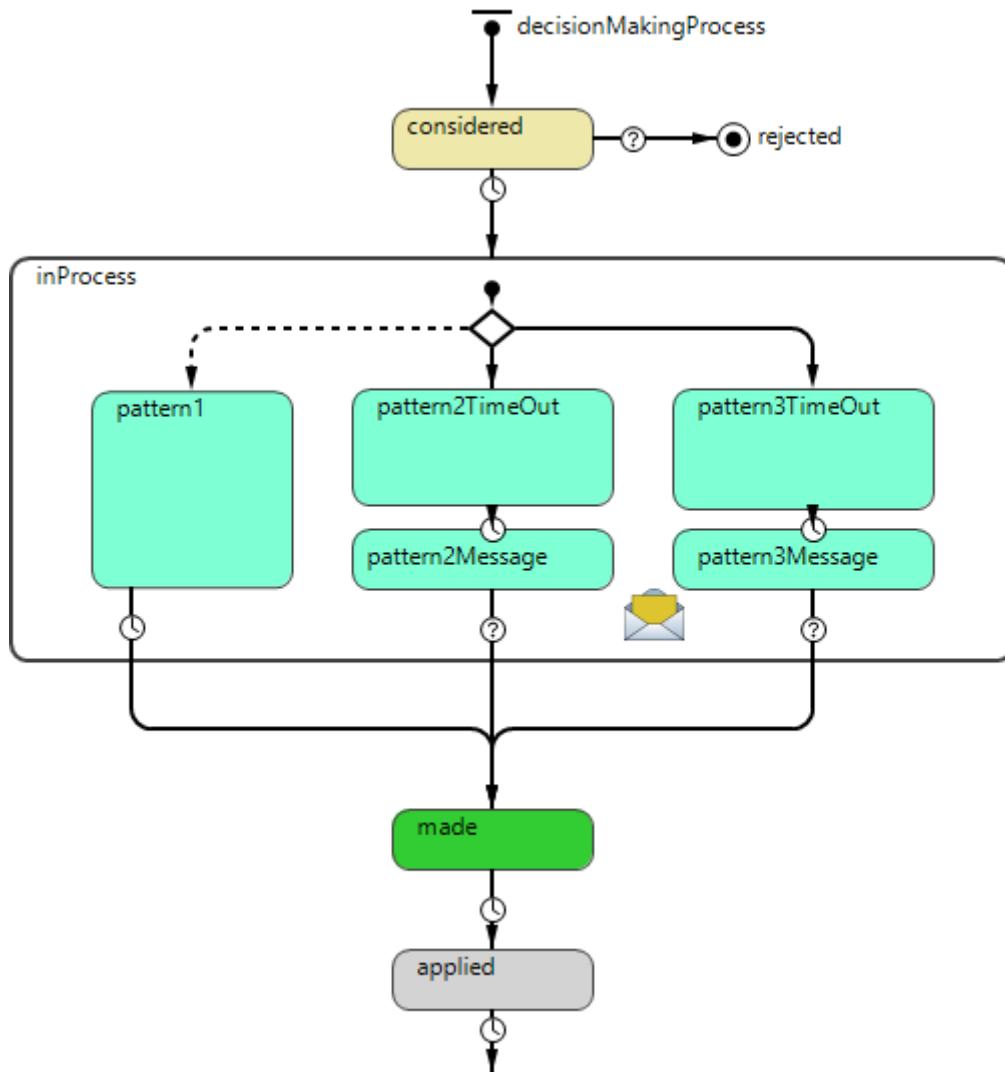 decisionMakingProcess
considered
rejected
inProcess
pattern1
pattern2TimeOut
pattern3TimeOut
pattern2Message
pattern3Message
?
?
?
made
applied